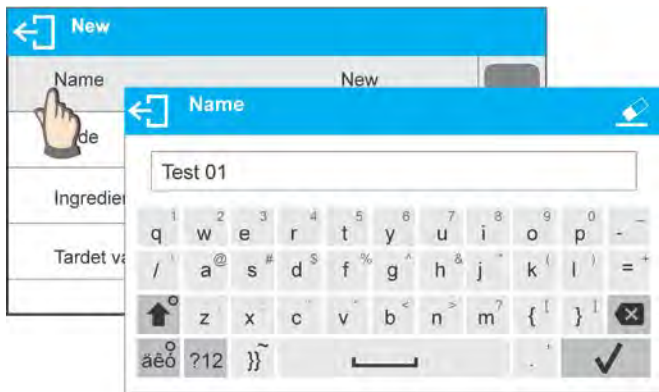 New
Name New
de
Ingredie
Tardet va
Name
Test 01
1 2 3 4 5 6 7 8 9 0 _
q w e r t y u i o p -
@ # $ % ^ & * ( ) +
/ a s d f g h j k l =
< > ? [ ]
z x c v b n m { }
äêó ?12 }} ~ .